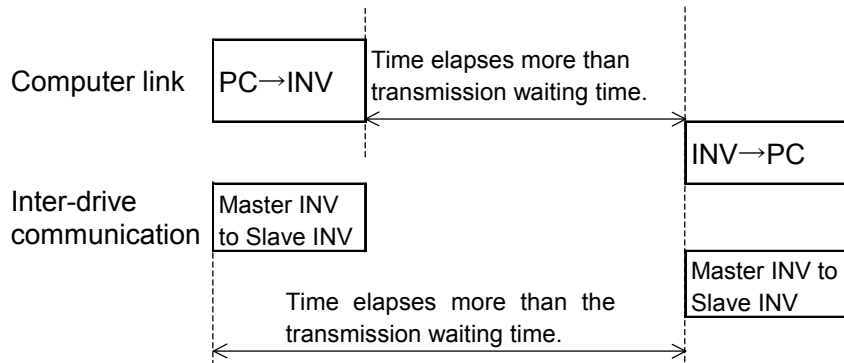 Computer link
PC→INV
Time elapses more than
transmission waiting time.
INV→PC
Inter-drive
communication
Master INV
to Slave INV
Master INV to
Slave INV
Time elapses more than the
transmission waiting time.